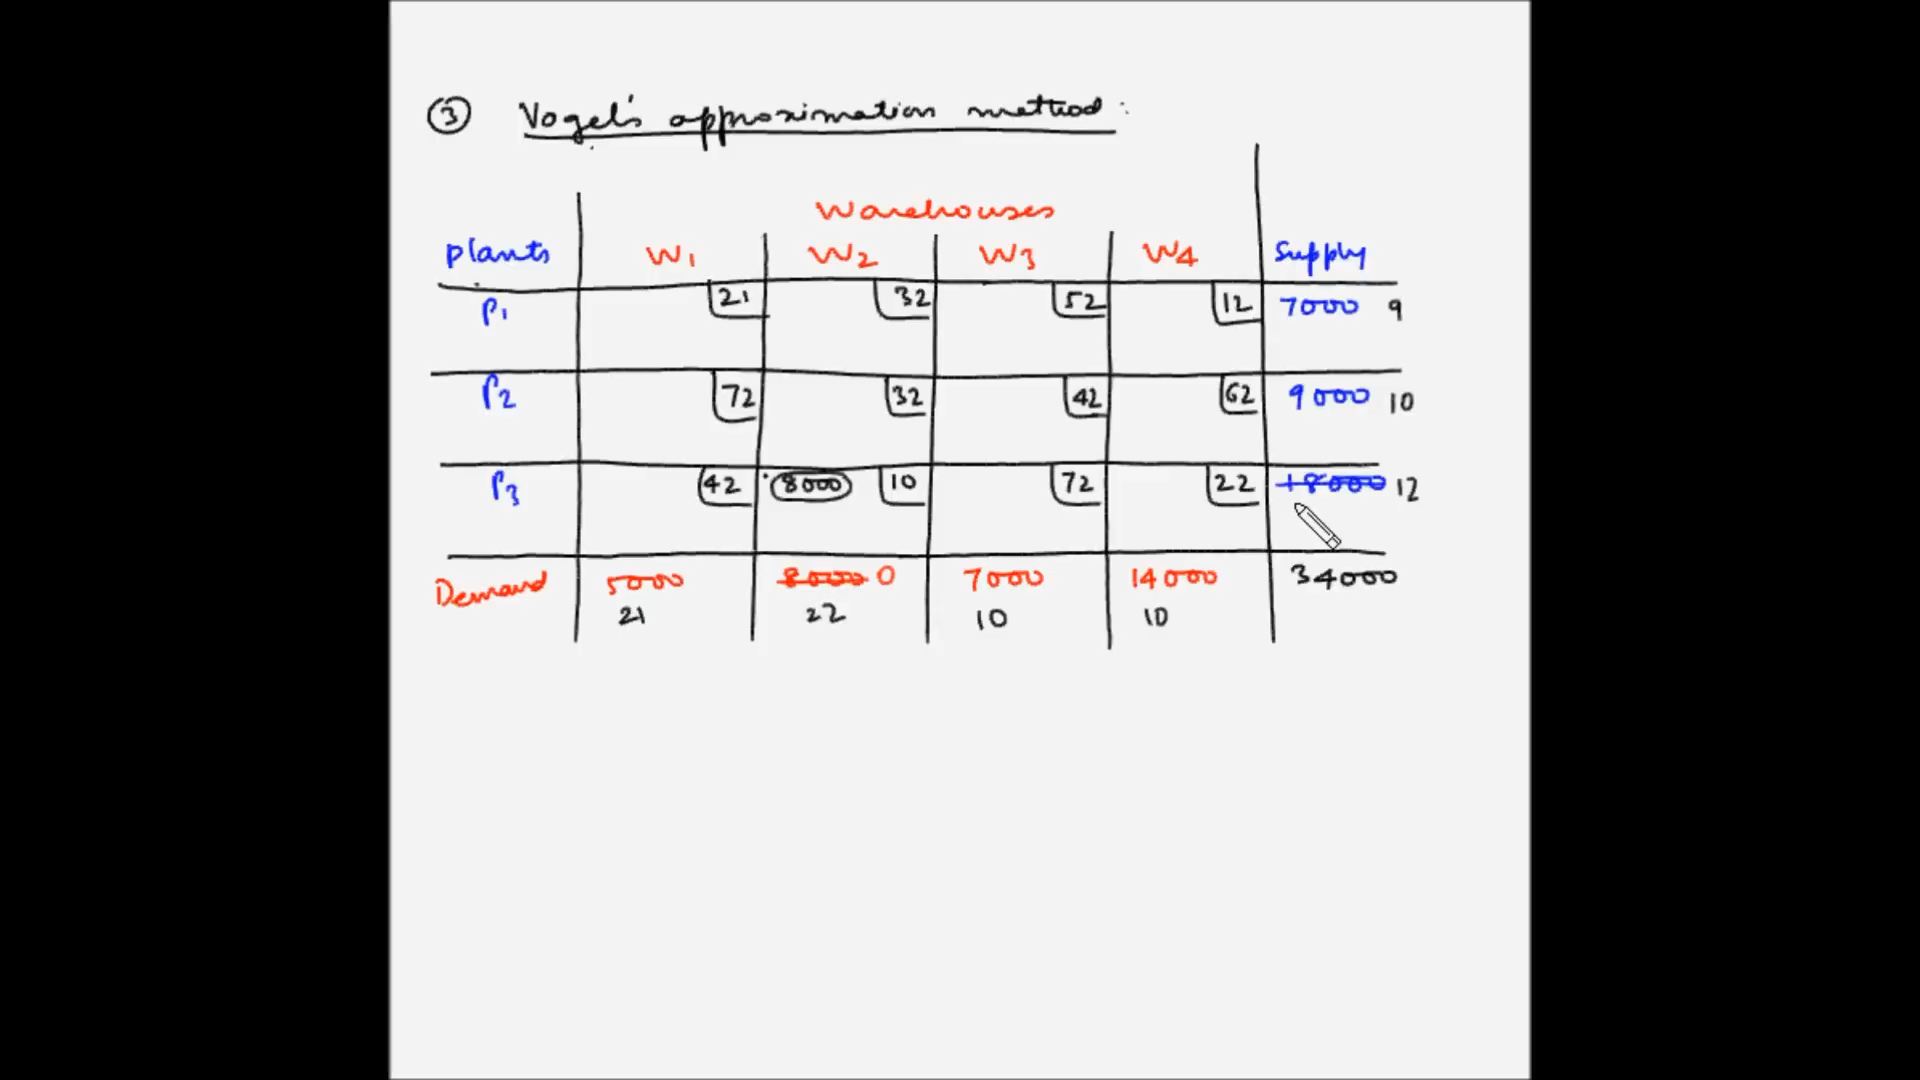 ③ Vogel's approximation method:
Warehouses
Plants W1 W2 W3 W4 Supply
P1 21 32 52 12 7000 9
P2 72 32 42 62 9000 10
P3 42 8000 10 72 22 18000 12
Demand 5000 8000 0 7000 14000 34000
21 22 10 10